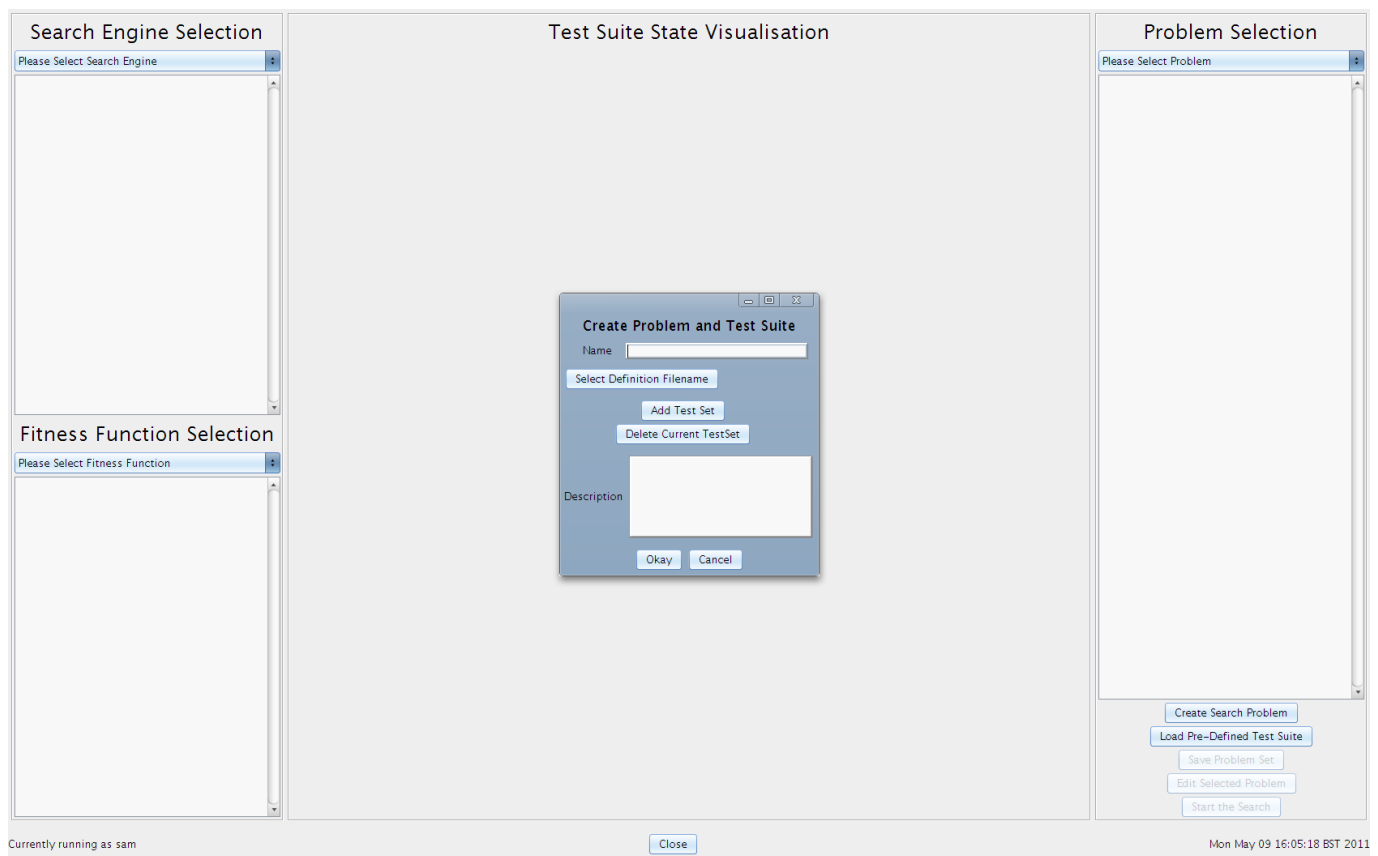 Search Engine Selection
Please Select Search Engine
Fitness Function Selection
Please Select Fitness Function
Test Suite State Visualisation
Create Problem and Test Suite
Name
Select Definition Filename
Add Test Set
Delete Current TestSet
Description
Okay Cancel
Problem Selection
Please Select Problem
Create Search Problem
Load Pre-Defined Test Suite
Save Problem Set
Edit Selected Problem
Start the Search
Currently running as sam
Close
Mon May 09 16:05:18 BST 2011